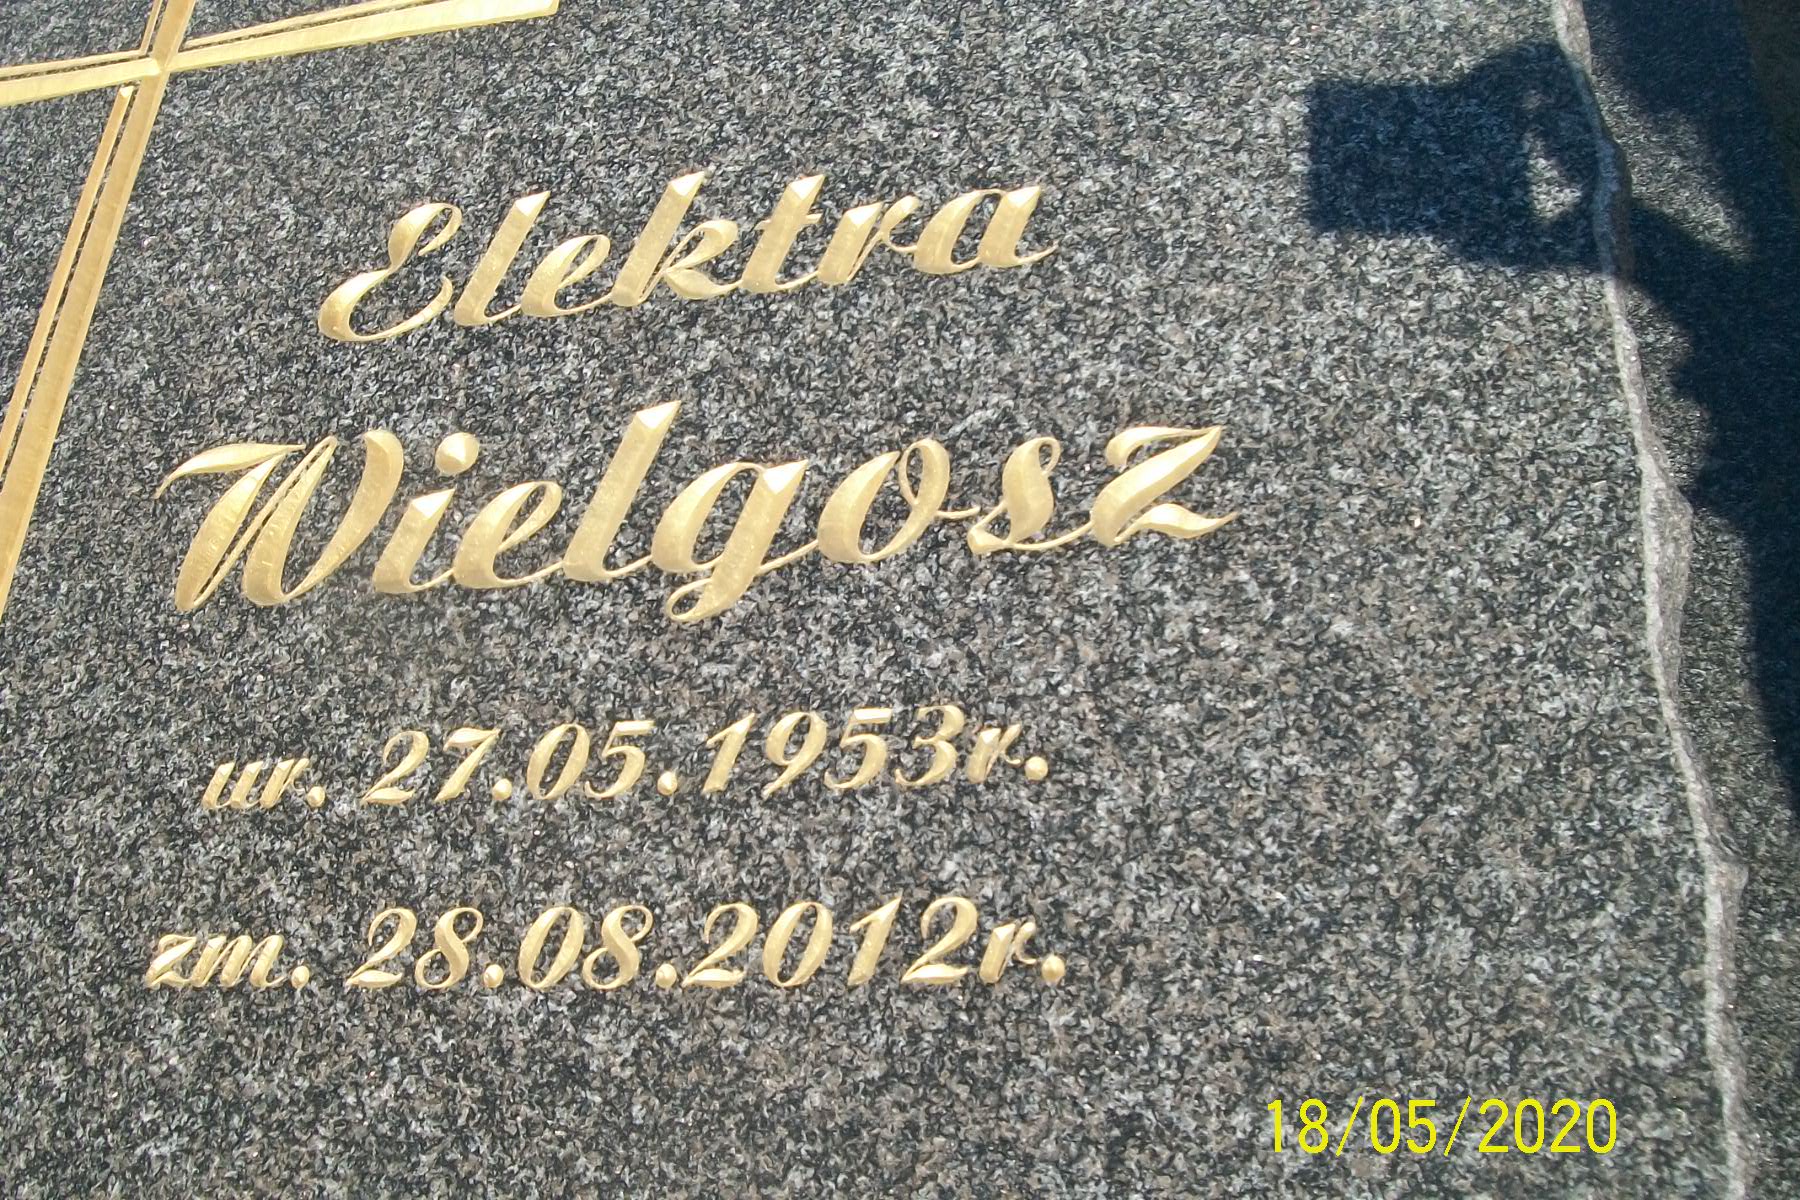 Elektra
Wielgosz
ur. 27.05.1953r.
zm. 28.08.2012r.
18/05/2020